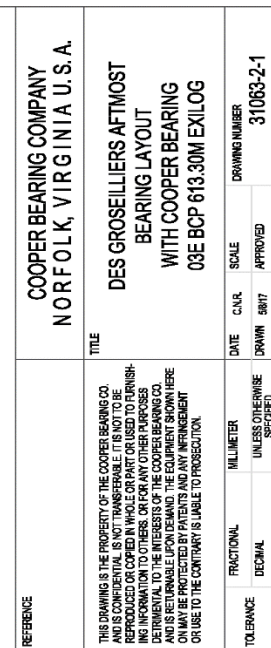 REFERENCE
COOPER BEARING COMPANY
NORFOLK, VIRGINIA U.S.A.
THIS DRAWING IS THE PROPERTY OF THE COOPER BEARING CO.
AND IS CONFIDENTIAL. IS NOT TRANSFERABLE. IT IS NOT TO BE
REPRODUCED OR COPIED IN WHOLE OR PART OR USED TO FURNISH-
ING INFORMATION TO OTHERS. OR FOR ANY OTHER PURPOSES
DETRIMENTAL TO THE INTERESTS OF THE COOPER BEARING CO.
AND IS RETURNABLE UPON DEMAND. THE EQUIPMENT SHOWN HERE
ON MAY BE PROTECTED BY PATENTS AND ANY INFRINGEMENT
OR USE TO THE CONTRARY IS LIABLE TO PROSECUTION.
TITLE
DES GROSEILLIERS AFTMOST
BEARING LAYOUT
WITH COOPER BEARING
03E BCP 613.30M EXILOG
TOLERANCE
FRACTIONAL
DECIMAL
MILLIMETER
UNLESS OTHERWISE
SPECIFIED
DATE C.N.R.
DRAWN 5/8/17
SCALE
APPROVED
DRAWING NUMBER
31063-2-1